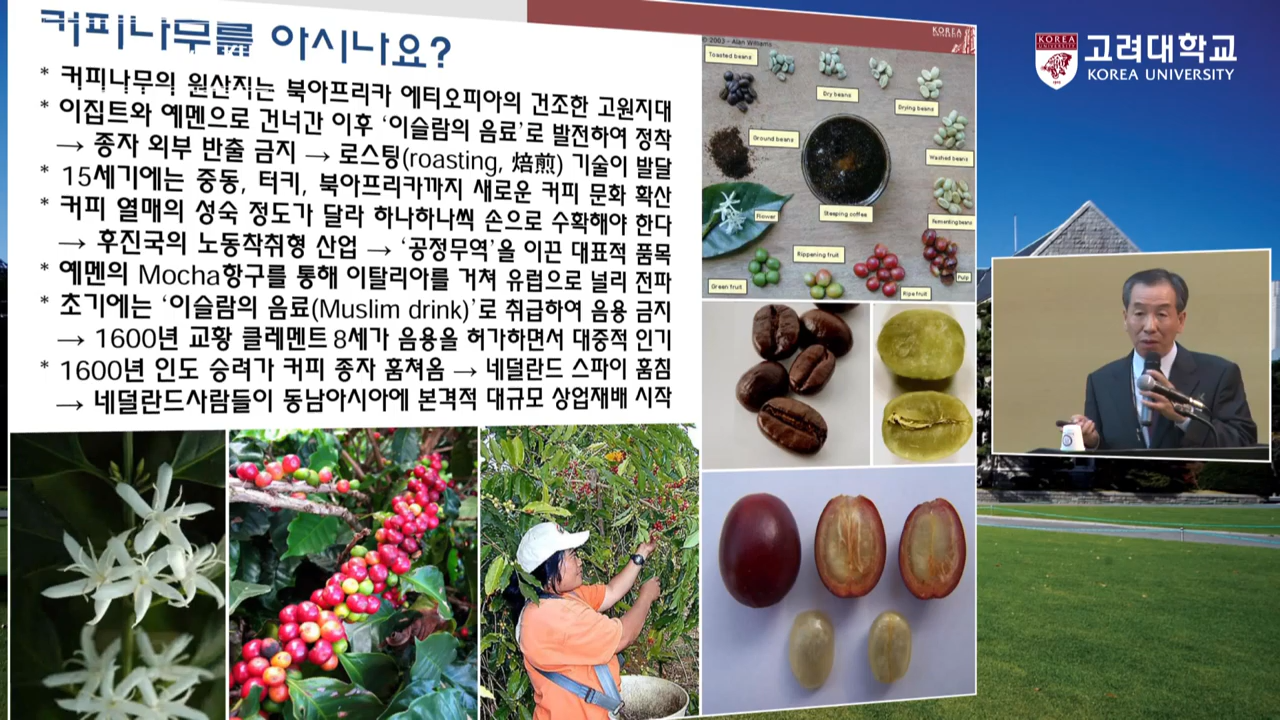 커피나무를 아시나요?
* 커피나무의 원산지는 북아프리카 에티오피아의 건조한 고원지대
* 이집트와 예멘으로 건너간 이후 ‘이슬람의 음료’로 발전하여 정착
→ 종자 외부 반출 금지 → 로스팅(roasting, 焙煎) 기술이 발달
* 15세기에는 중동, 터키, 북아프리카까지 새로운 커피 문화 확산
* 커피 열매의 성숙 정도가 달라 하나하나씩 손으로 수확해야 한다
→ 후진국의 노동착취형 산업 → ‘공정무역’을 이끈 대표적 품목
* 예멘의 Mocha항구를 통해 이탈리아를 거쳐 유럽으로 널리 전파
* 초기에는 ‘이슬람의 음료(Muslim drink)’로 취급하여 음용 금지
→ 1600년 교황 클레멘트 8세가 음용을 허가하면서 대중적 인기
* 1600년 인도 승려가 커피 종자 훔쳐옴 → 네덜란드 스파이 훔침
→ 네덜란드사람들이 동남아시아에 본격적 대규모 상업재배 시작
KOREA
© 2003 - Alan Williams
Toasted beans
Dry beans
Drying beans
Ground beans
Washed beans
Steeping coffee
Flower
Fermenting beans
Rippening fruit
Pulp
Green fruit
Ripe fruit
KOREA
UNIVERSITY
고려대학교
KOREA UNIVERSITY